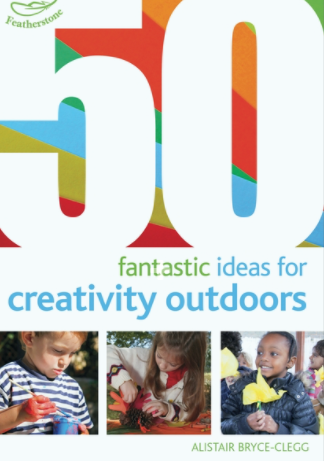 Featherstone
50
fantastic ideas for
creativity outdoors
ALISTAIR BRYCE-CLEGG